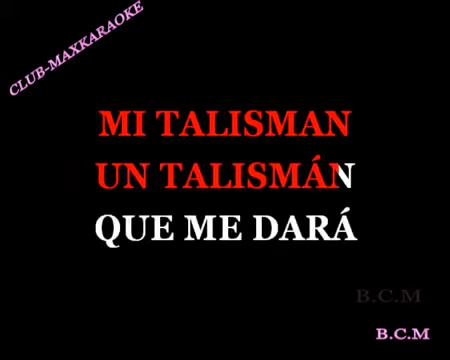 CLUB-MAXKARAOKE
MI TALISMAN
UN TALISMÁN
QUE ME DARÁ
B.C.M
B.C.M